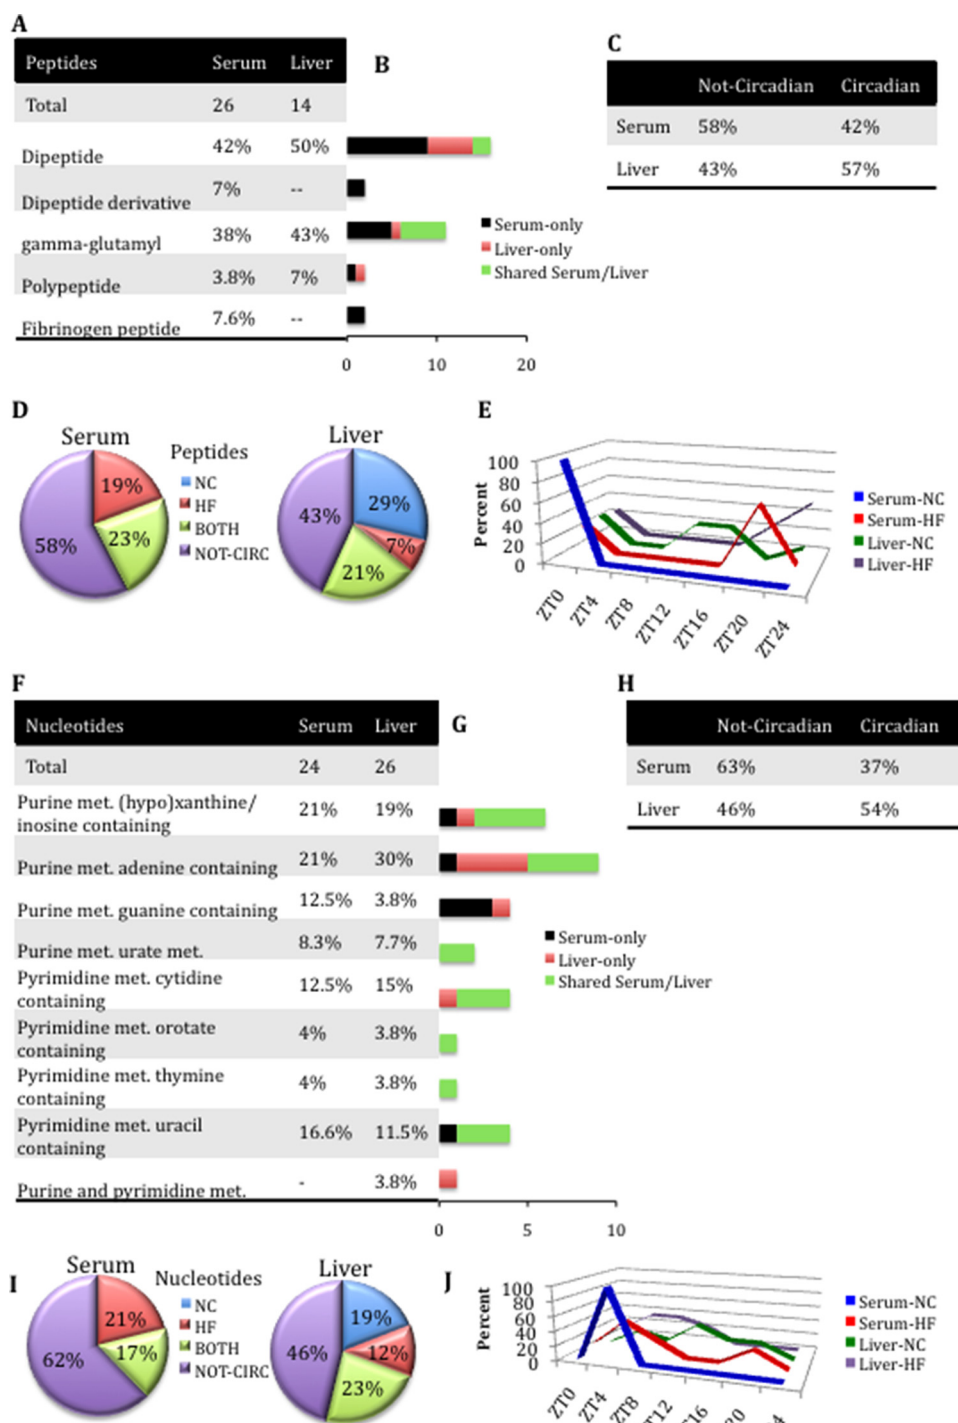 A
Peptides Serum Liver
Total 26 14
Dipeptide 42% 50%
Dipeptide derivative 7% --
gamma-glutamyl 38% 43%
Polypeptide 3.8% 7%
Fibrinogen peptide 7.6% --
B
Serum-only
Liver-only
Shared Serum/Liver
0 10 20
C
Not-Circadian Circadian
Serum 58% 42%
Liver 43% 57%
D
Serum
19%
23%
58%
Peptides
NC
HF
BOTH
NOT-CIRC
Liver
29%
7%
21%
43%
E
Percent
100
80
60
40
20
0
ZT0 ZT4 ZT8 ZT12 ZT16 ZT20 ZT24
Serum-NC
Serum-HF
Liver-NC
Liver-HF
F
Nucleotides Serum Liver
Total 24 26
Purine met. (hypo)xanthine/
inosine containing 21% 19%
Purine met. adenine containing 21% 30%
Purine met. guanine containing 12.5% 3.8%
Purine met. urate met. 8.3% 7.7%
Pyrimidine met. cytidine
containing 12.5% 15%
Pyrimidine met. orotate
containing 4% 3.8%
Pyrimidine met. thymine
containing 4% 3.8%
Pyrimidine met. uracil
containing 16.6% 11.5%
Purine and pyrimidine met. - 3.8%
G
Serum-only
Liver-only
Shared Serum/Liver
0 5 10
H
Not-Circadian Circadian
Serum 63% 37%
Liver 46% 54%
I
Serum
21%
17%
62%
Nucleotides
NC
HF
BOTH
NOT-CIRC
Liver
19%
12%
23%
46%
J
Percent
100
80
60
40
20
0
ZT0 ZT4 ZT8
Serum-NC
Serum-HF
Liver-NC
Liver-HF